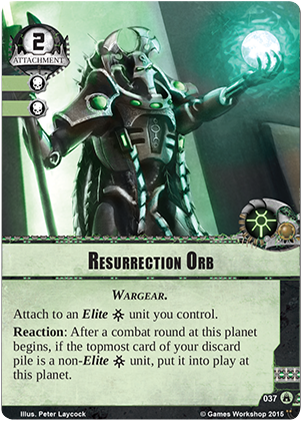 2
ATTACHMENT
RESURRECTION ORB
WARGEAR.
Attach to an Elite unit you control.
Reaction: After a combat round at this planet
begins, if the topmost card of your discard
pile is a non-Elite unit, put it into play at
this planet.
037
Illus. Peter Laycock
© Games Workshop 2015